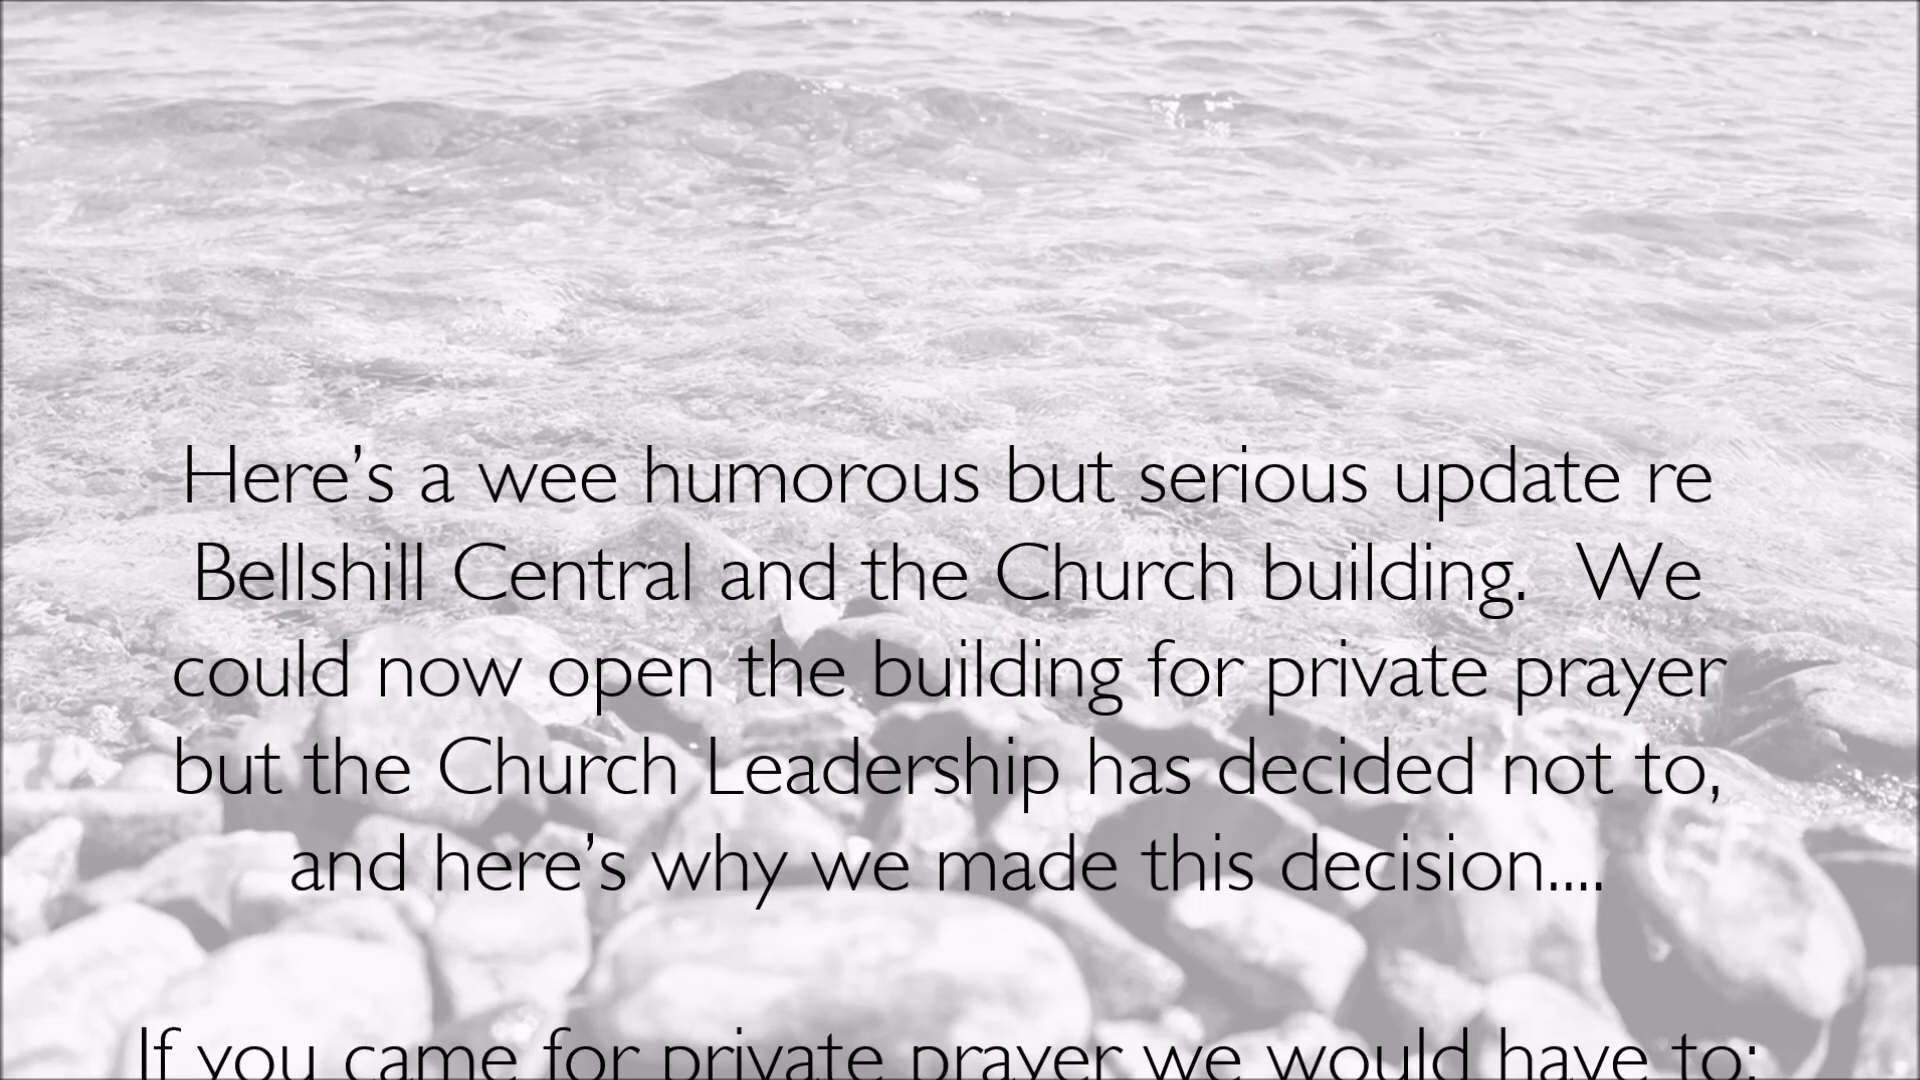 Here’s a wee humorous but serious update re
Bellshill Central and the Church building.  We
could now open the building for private prayer
but the Church Leadership has decided not to,
and here’s why we made this decision....
If you came for private prayer we would have to: